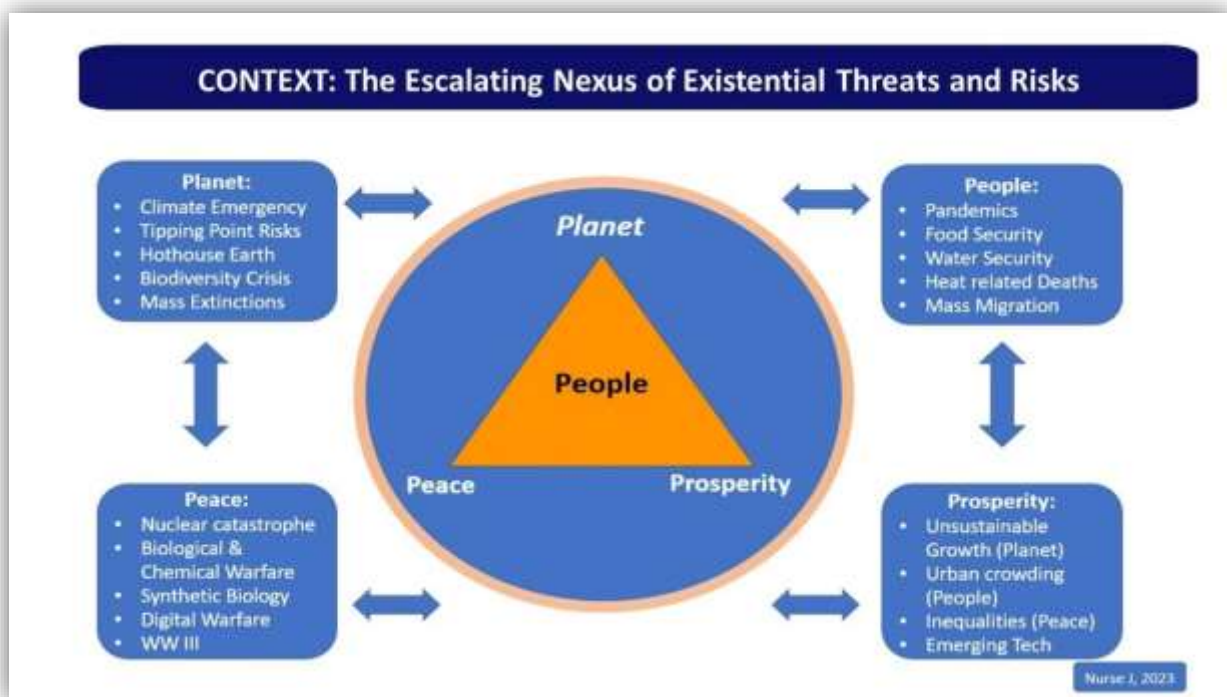 CONTEXT: The Escalating Nexus of Existential Threats and Risks
Planet:
• Climate Emergency
• Tipping Point Risks
• Hothouse Earth
• Biodiversity Crisis
• Mass Extinctions
Planet
People
Peace
Prosperity
People:
• Pandemics
• Food Security
• Water Security
• Heat related Deaths
• Mass Migration
Peace:
• Nuclear catastrophe
• Biological &
Chemical Warfare
• Synthetic Biology
• Digital Warfare
• WW III
Prosperity:
• Unsustainable
Growth (Planet)
• Urban crowding
(People)
• Inequalities (Peace)
• Emerging Tech
Nurse J, 2023